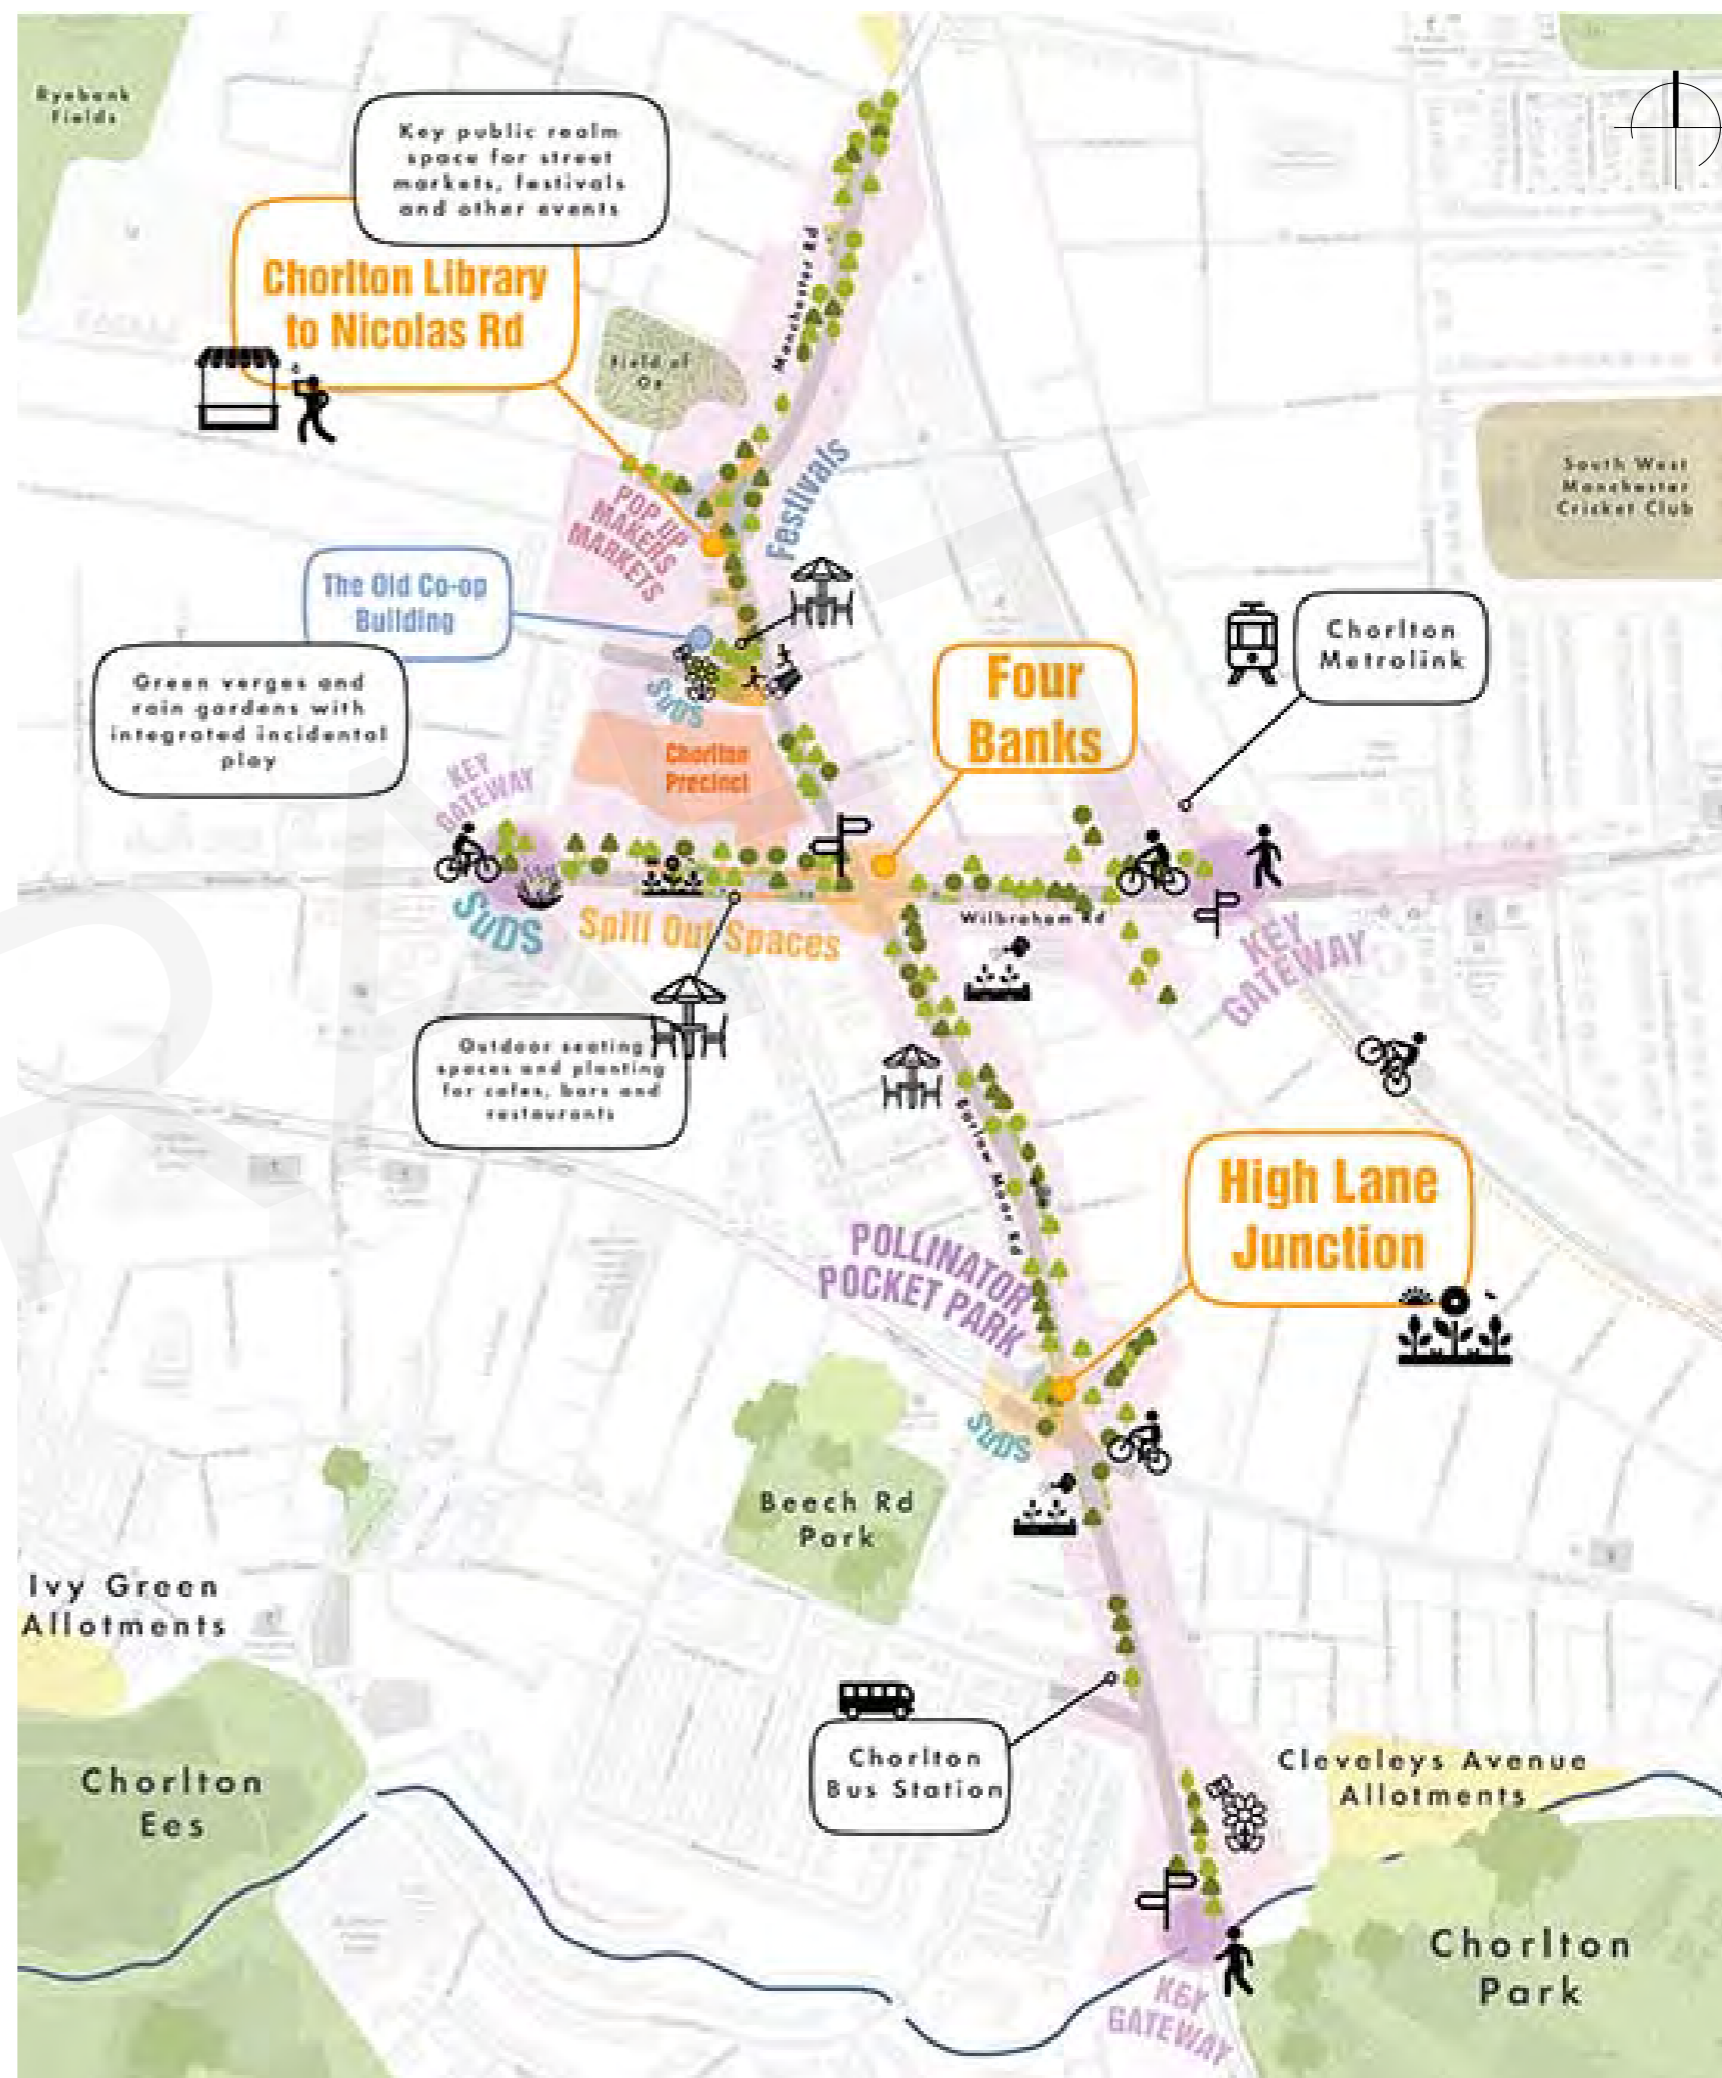 Ryebank
Fields
Key public realm
space for street
markets, festivals
and other events
Chorlton Library
to Nicolas Rd
Manchester Rd
Field of
Oa
Festivals
POP UP
MAKERS
MARKETS
South West
Manchester
Cricket Club
The Old Co-op
Building
Chorlton
Metrolink
Green verges and
rain gardens with
integrated incidental
play
SuDS
Four
Banks
Chorlton
Precinct
KEY
GATEWAY
SuDS
Spill Out Spaces
Wilbraham Rd
KEY
GATEWAY
Outdoor seating
spaces and planting
for cafes, bars and
restaurants
Barlow Moor Rd
High Lane
Junction
POLLINATOR
POCKET PARK
SuDS
Beech Rd
Park
Ivy Green
Allotments
Chorlton
Bus Station
Cleveleys Avenue
Allotments
Chorlton
Ees
Chorlton
Park
KEY
GATEWAY